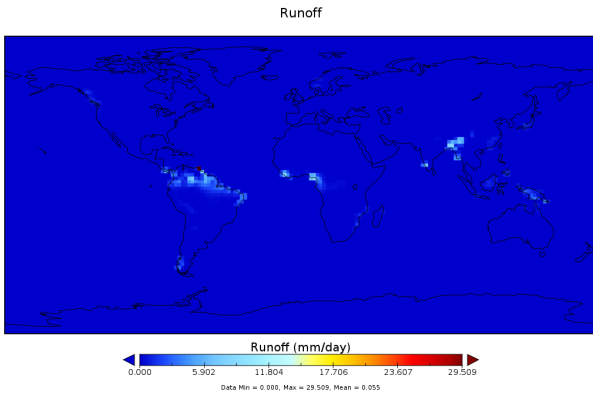 Runoff
Runoff (mm/day)
0.000 5.902 11.804 17.706 23.607 29.509
Data Min = 0.000, Max = 29.509, Mean = 0.055